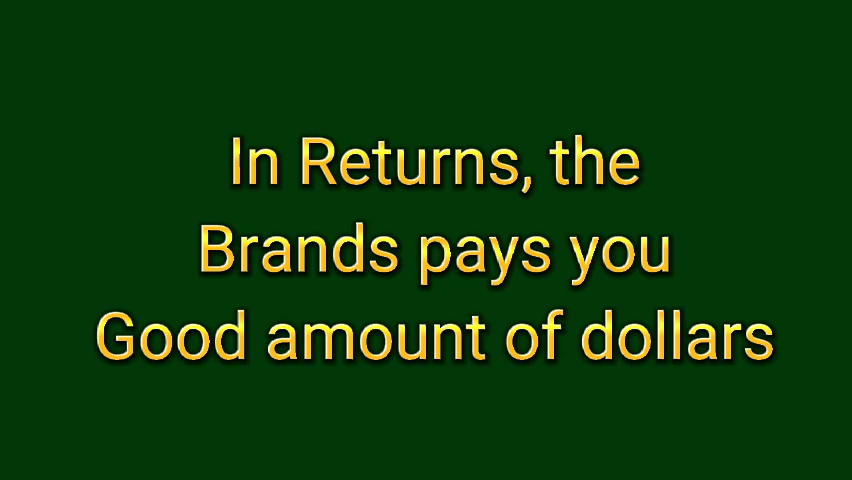 In Returns, the
Brands pays you
Good amount of dollars